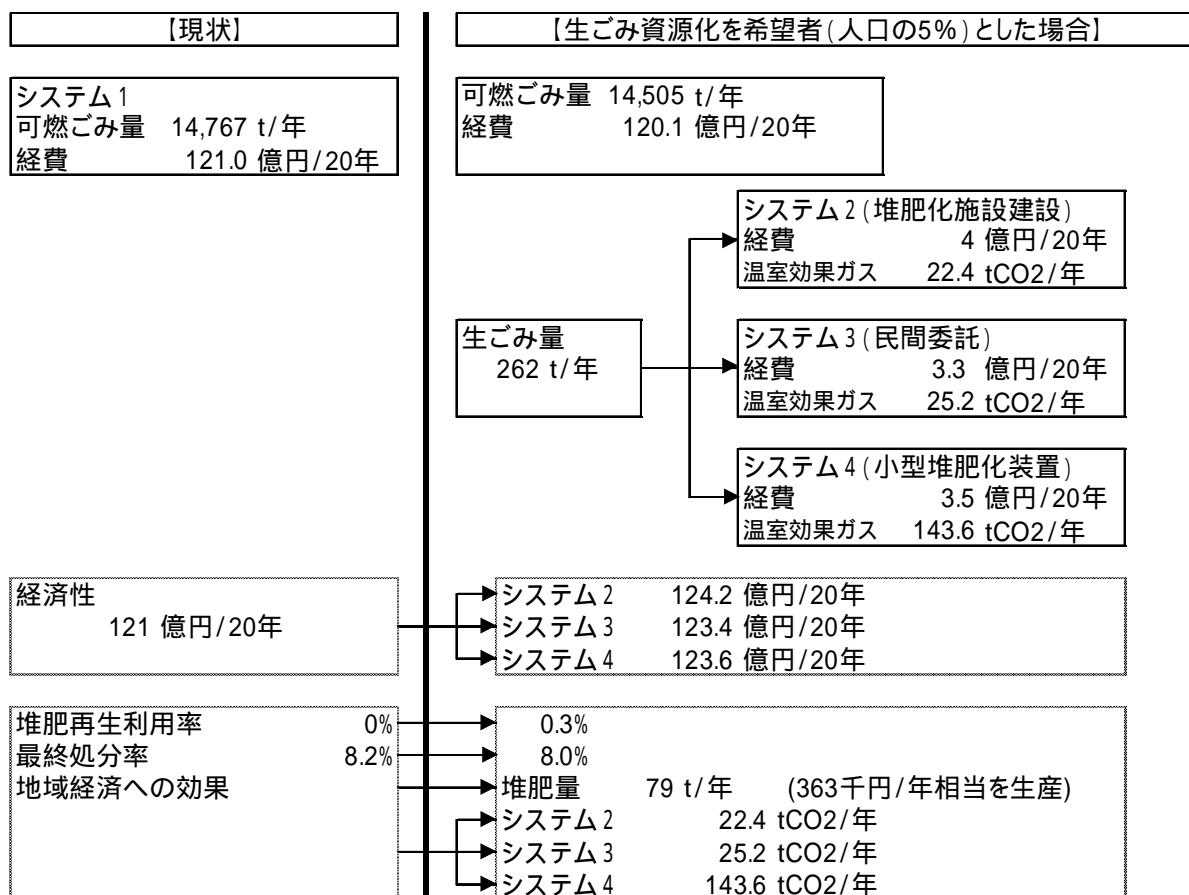 【現状】
【生ごみ資源化を希望者(人口の5%)とした場合】
システム1
可燃ごみ量 14,767 t/年
経費 121.0 億円/20年
可燃ごみ量 14,505 t/年
経費 120.1 億円/20年
システム2(堆肥化施設建設)
経費 4 億円/20年
温室効果ガス 22.4 tCO2/年
生ごみ量
262 t/年
システム3(民間委託)
経費 3.3 億円/20年
温室効果ガス 25.2 tCO2/年
システム4(小型堆肥化装置)
経費 3.5 億円/20年
温室効果ガス 143.6 tCO2/年
経済性
121 億円/20年
システム2 124.2 億円/20年
システム3 123.4 億円/20年
システム4 123.6 億円/20年
堆肥再生利用率 0%
0.3%
最終処分率 8.2%
8.0%
地域経済への効果
堆肥量 79 t/年 (363千円/年相当を生産)
システム2 22.4 tCO2/年
システム3 25.2 tCO2/年
システム4 143.6 tCO2/年